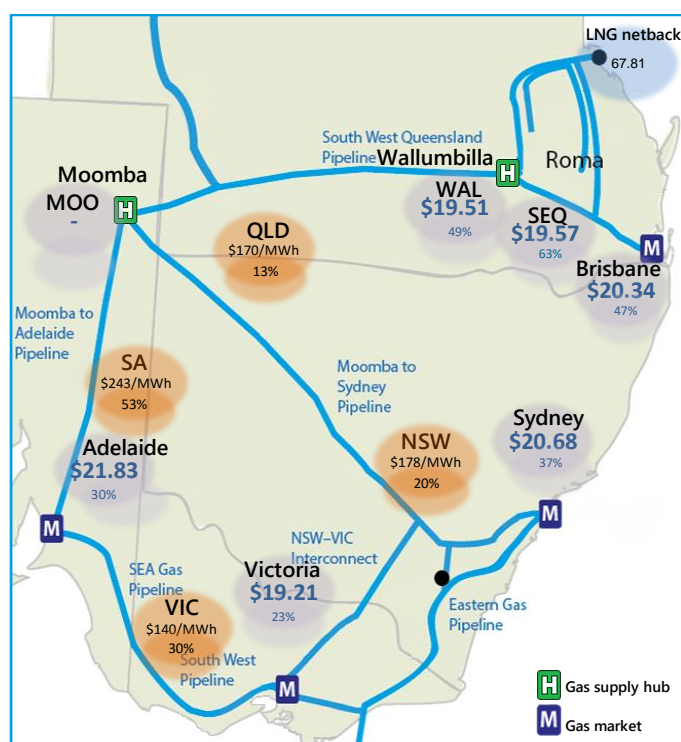 LNG netback
67.81
South West Queensland
Pipeline
Wallumbilla
H
Roma
Moomba
MOO
-
H
WAL
$19.51
49%
SEQ
$19.57
63%
QLD
$170/MWh
13%
M
Brisbane
$20.34
47%
Moomba to
Adelaide
Pipeline
SA
$243/MWh
53%
Moomba to
Sydney
Pipeline
Adelaide
$21.83
30%
NSW
$178/MWh
20%
Sydney
$20.68
37%
M
M
NSW–VIC
Interconnect
SEA Gas
Pipeline
Victoria
$19.21
23%
Eastern Gas
Pipeline
VIC
$140/MWh
30%
South West
Pipeline
M
H Gas supply hub
M Gas market